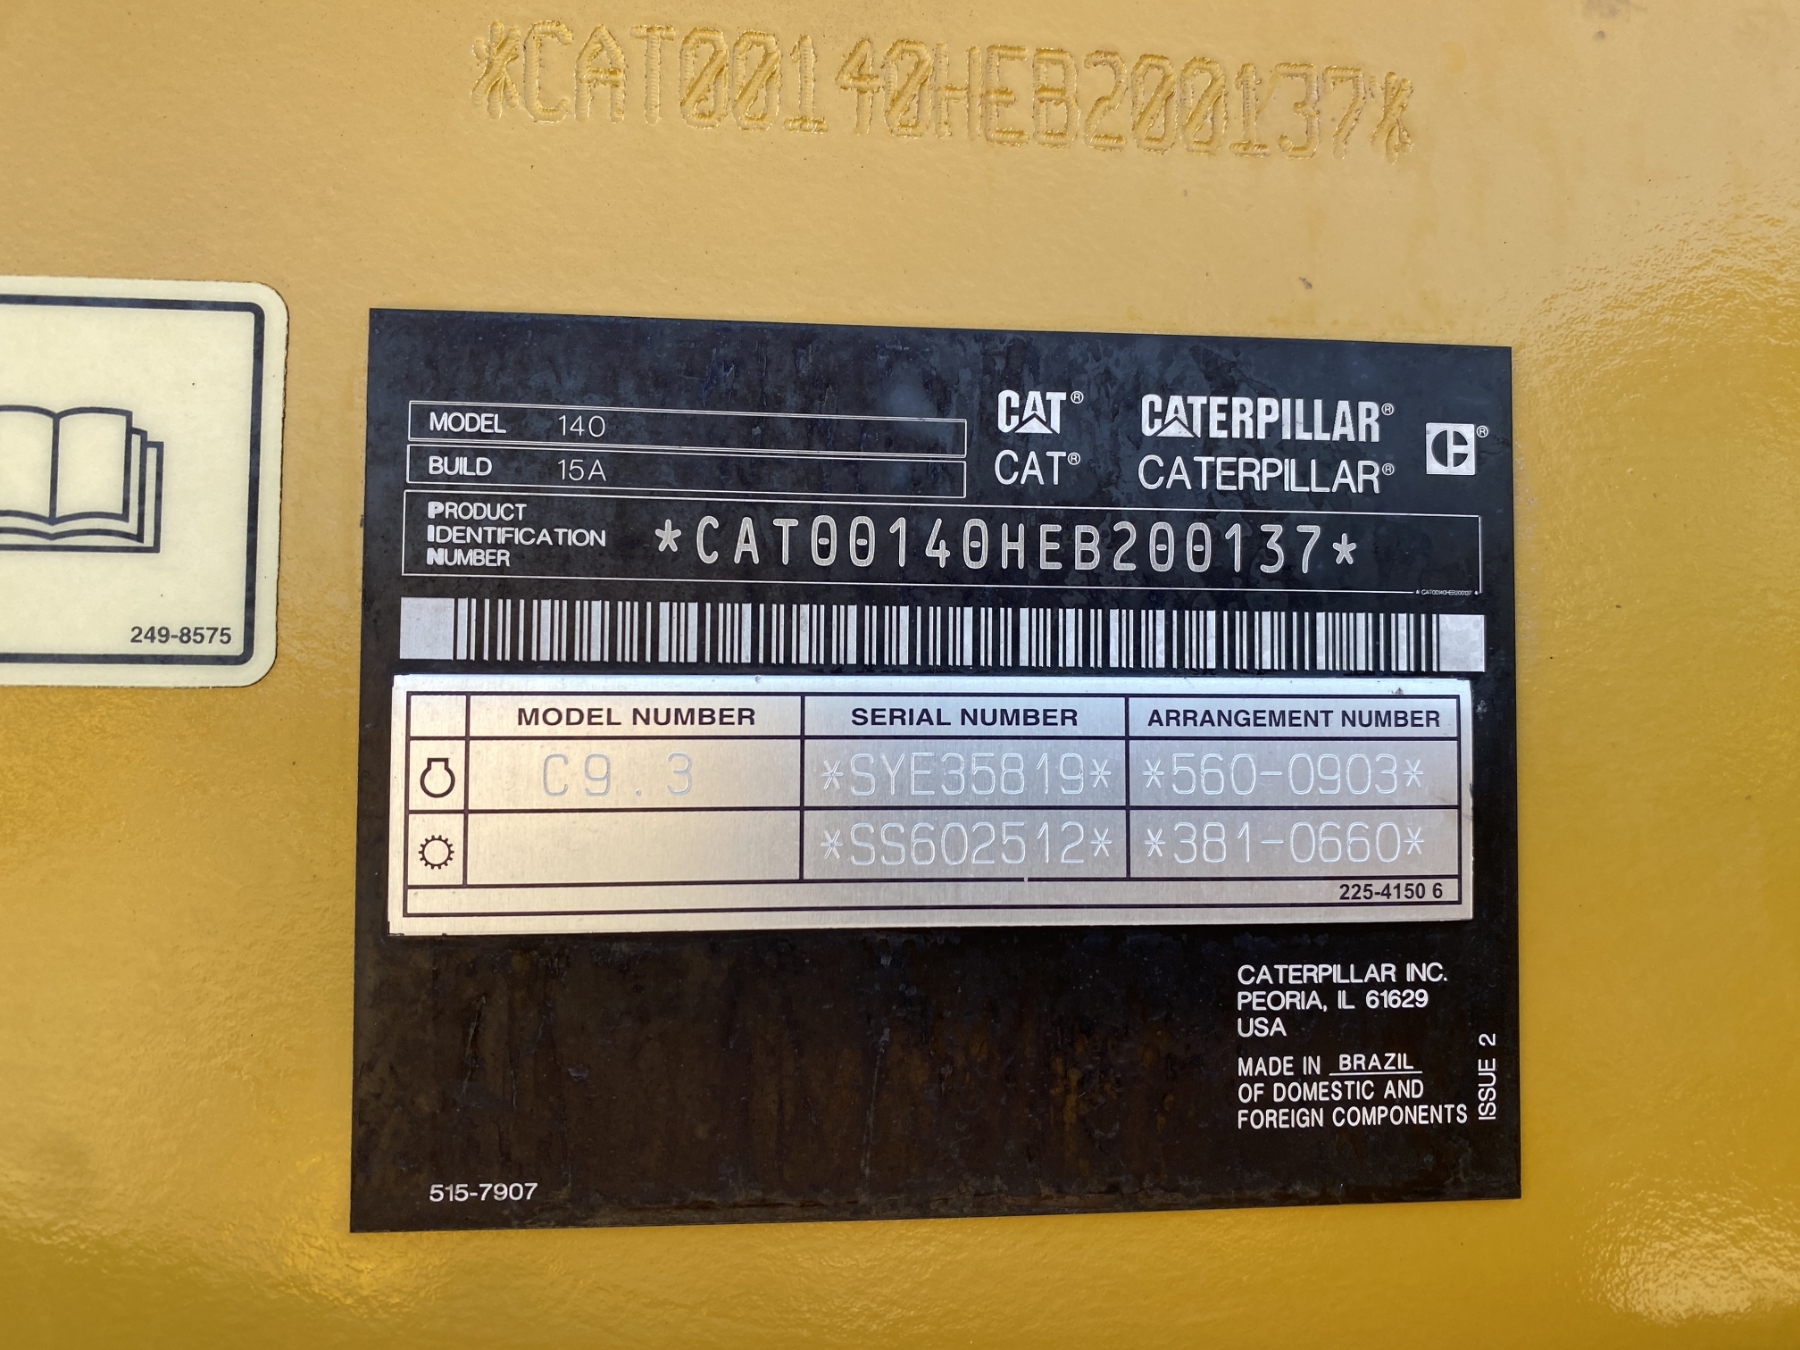 *CAT00140HEB200137*
249-8575
MODEL 140
BUILD 15A
CAT® CATERPILLAR®
CAT® CATERPILLAR®
C®
PRODUCT
IDENTIFICATION
NUMBER
*CAT00140HEB200137*
*CAT00140HEB200137*
MODEL NUMBER SERIAL NUMBER ARRANGEMENT NUMBER
C9.3 *SYE35819* *560-0903*
*SS602512* *381-0660*
225-4150 6
CATERPILLAR INC.
PEORIA, IL 61629
USA
MADE IN BRAZIL
OF DOMESTIC AND
FOREIGN COMPONENTS
ISSUE 2
515-7907